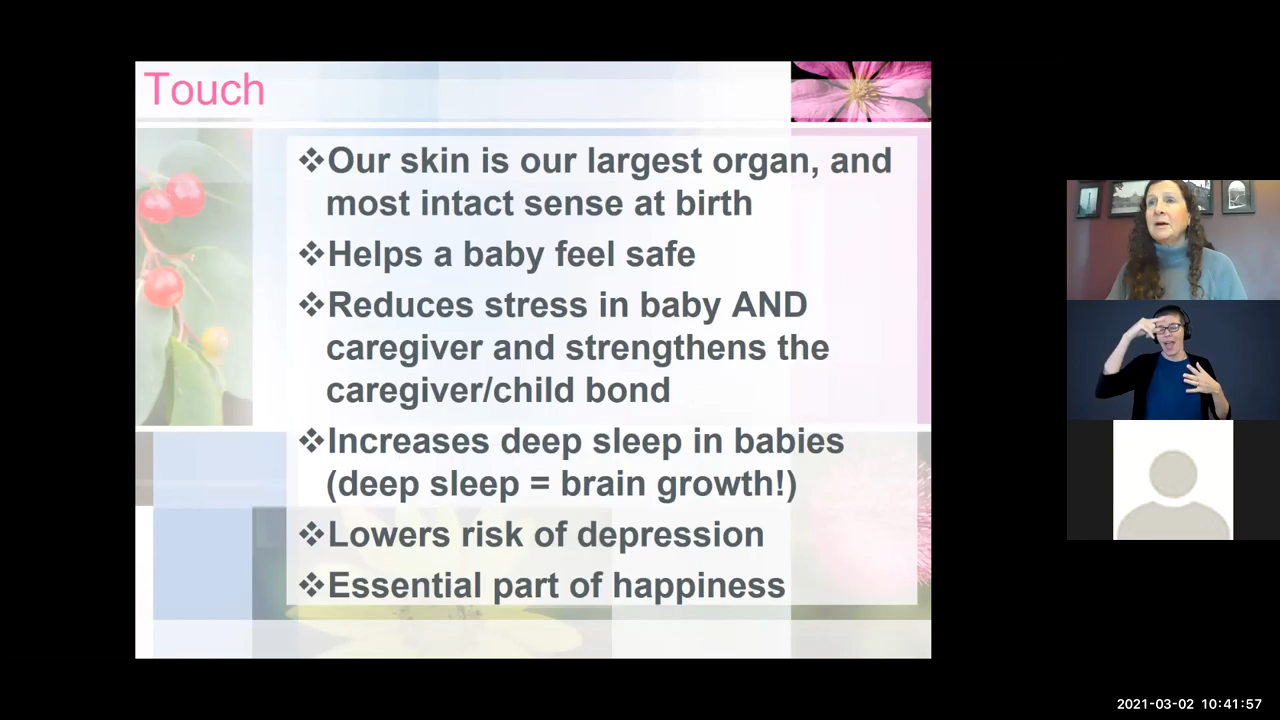 Touch
❖Our skin is our largest organ, and
most intact sense at birth
❖Helps a baby feel safe
❖Reduces stress in baby AND
caregiver and strengthens the
caregiver/child bond
❖Increases deep sleep in babies
(deep sleep = brain growth!)
❖Lowers risk of depression
❖Essential part of happiness
2021-03-02 10:41:57